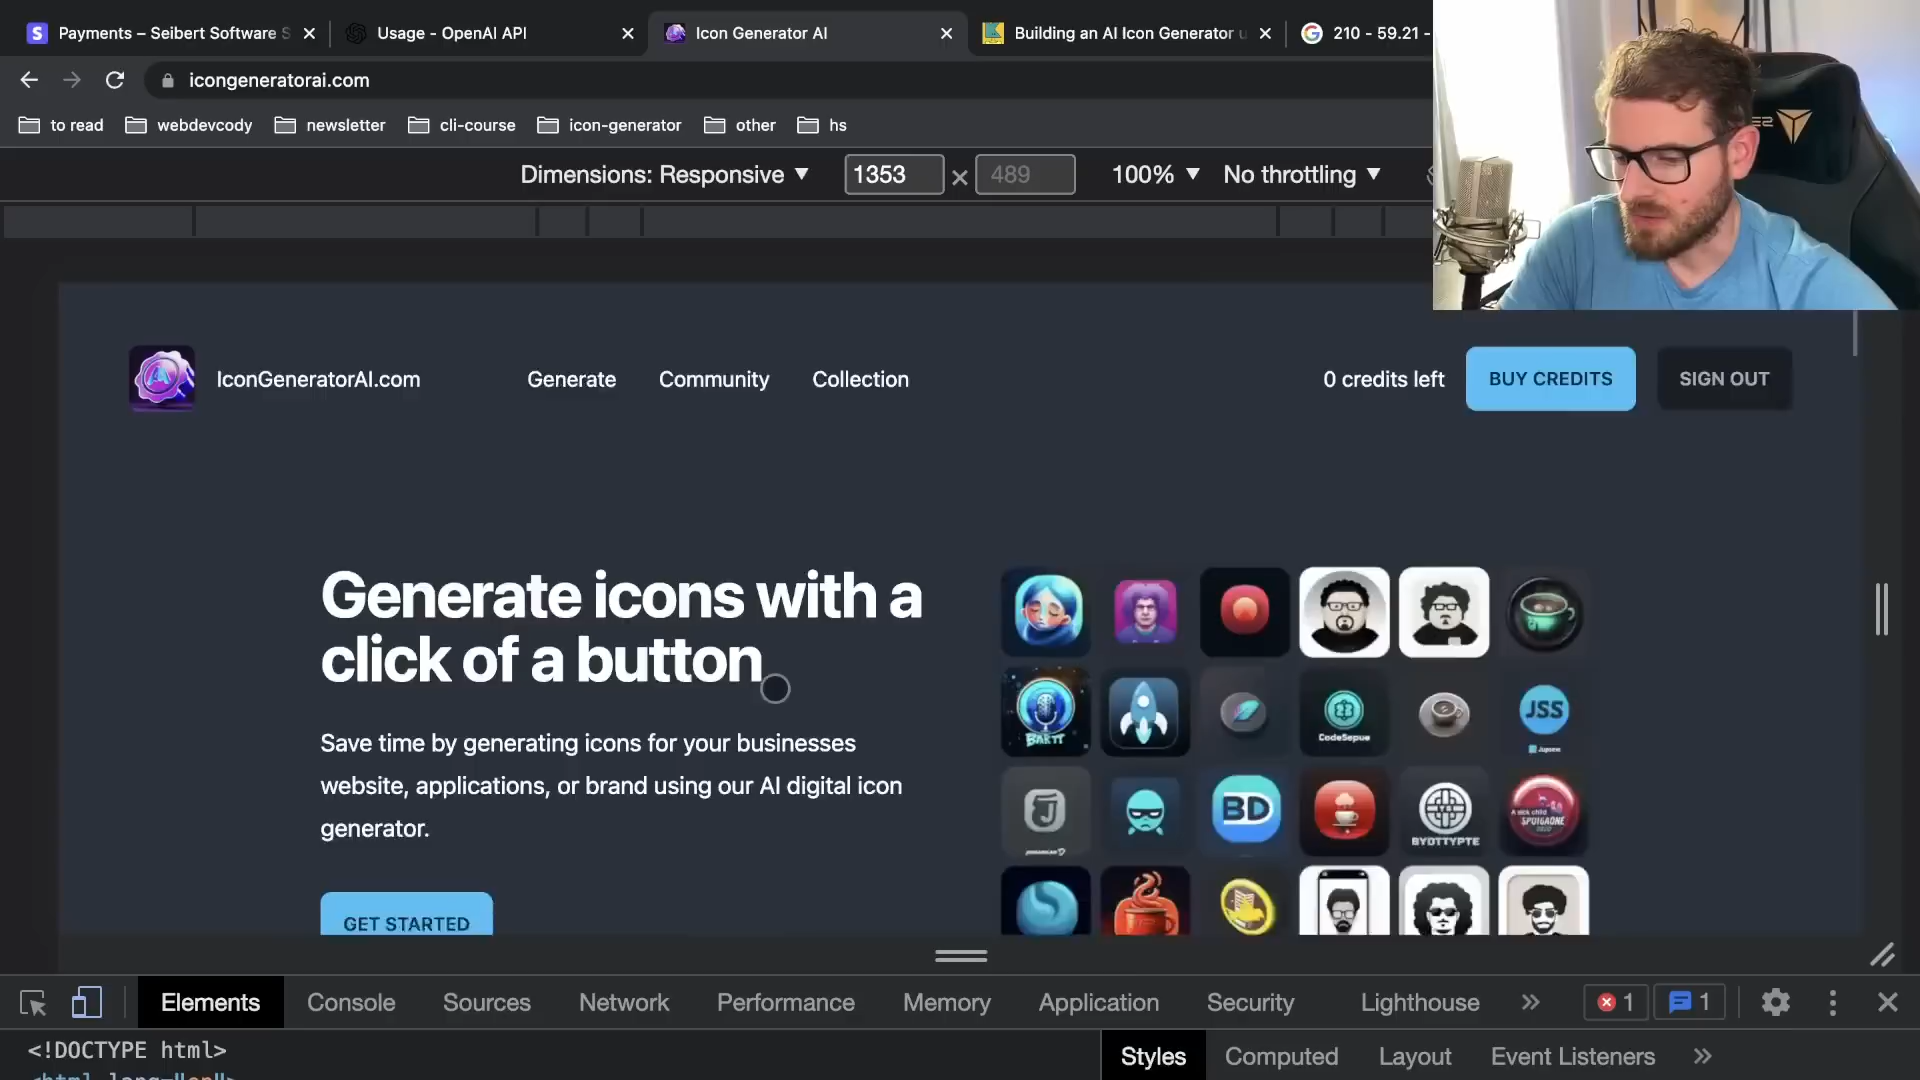 Payments – Seibert Software S
Usage - OpenAI API
Icon Generator AI
Building an AI Icon Generator u
210 - 59.21 -
icongeneratorai.com
to read
webdevcody
newsletter
cli-course
icon-generator
other
hs
Dimensions: Responsive
1353
489
100%
No throttling
IconGeneratorAI.com
Generate
Community
Collection
0 credits left
BUY CREDITS
SIGN OUT
Generate icons with a
click of a button
Save time by generating icons for your businesses
website, applications, or brand using our AI digital icon
generator.
GET STARTED
BD
JSS
CodeSepue
BYOTTYPTE
Elements
Console
Sources
Network
Performance
Memory
Application
Security
Lighthouse
1
1
<!DOCTYPE html>
Styles
Computed
Layout
Event Listeners